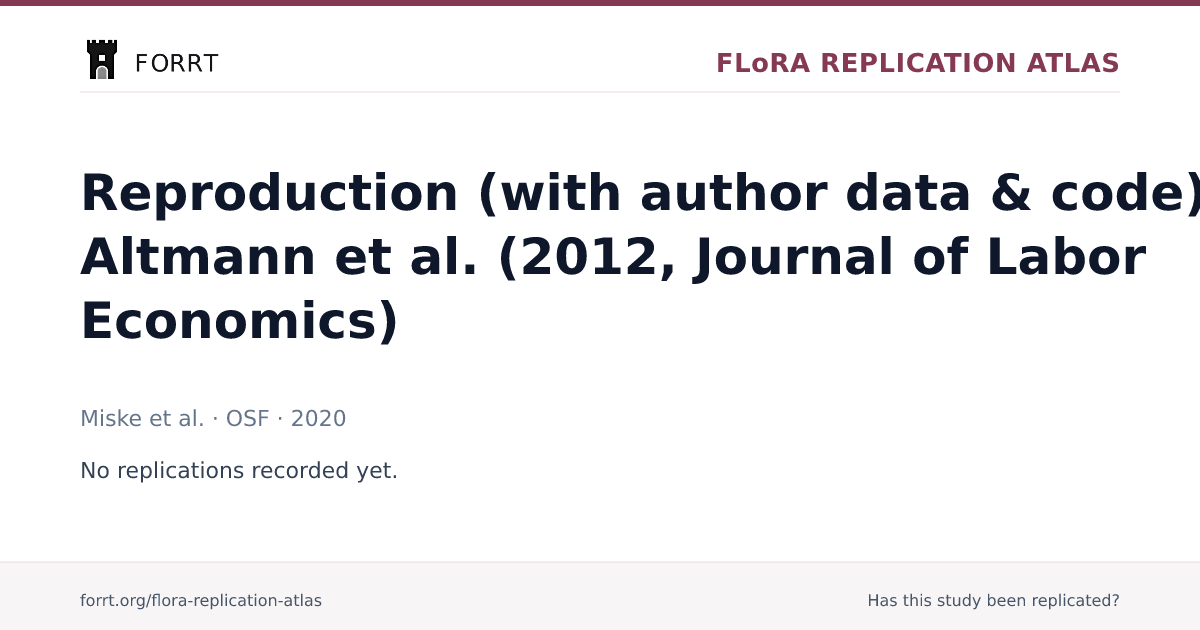 FORRT
FLoRA REPLICATION ATLAS
Reproduction (with author data & code)
Altmann et al. (2012, Journal of Labor
Economics)
Miske et al. · OSF · 2020
No replications recorded yet.
forrt.org/flora-replication-atlas
Has this study been replicated?